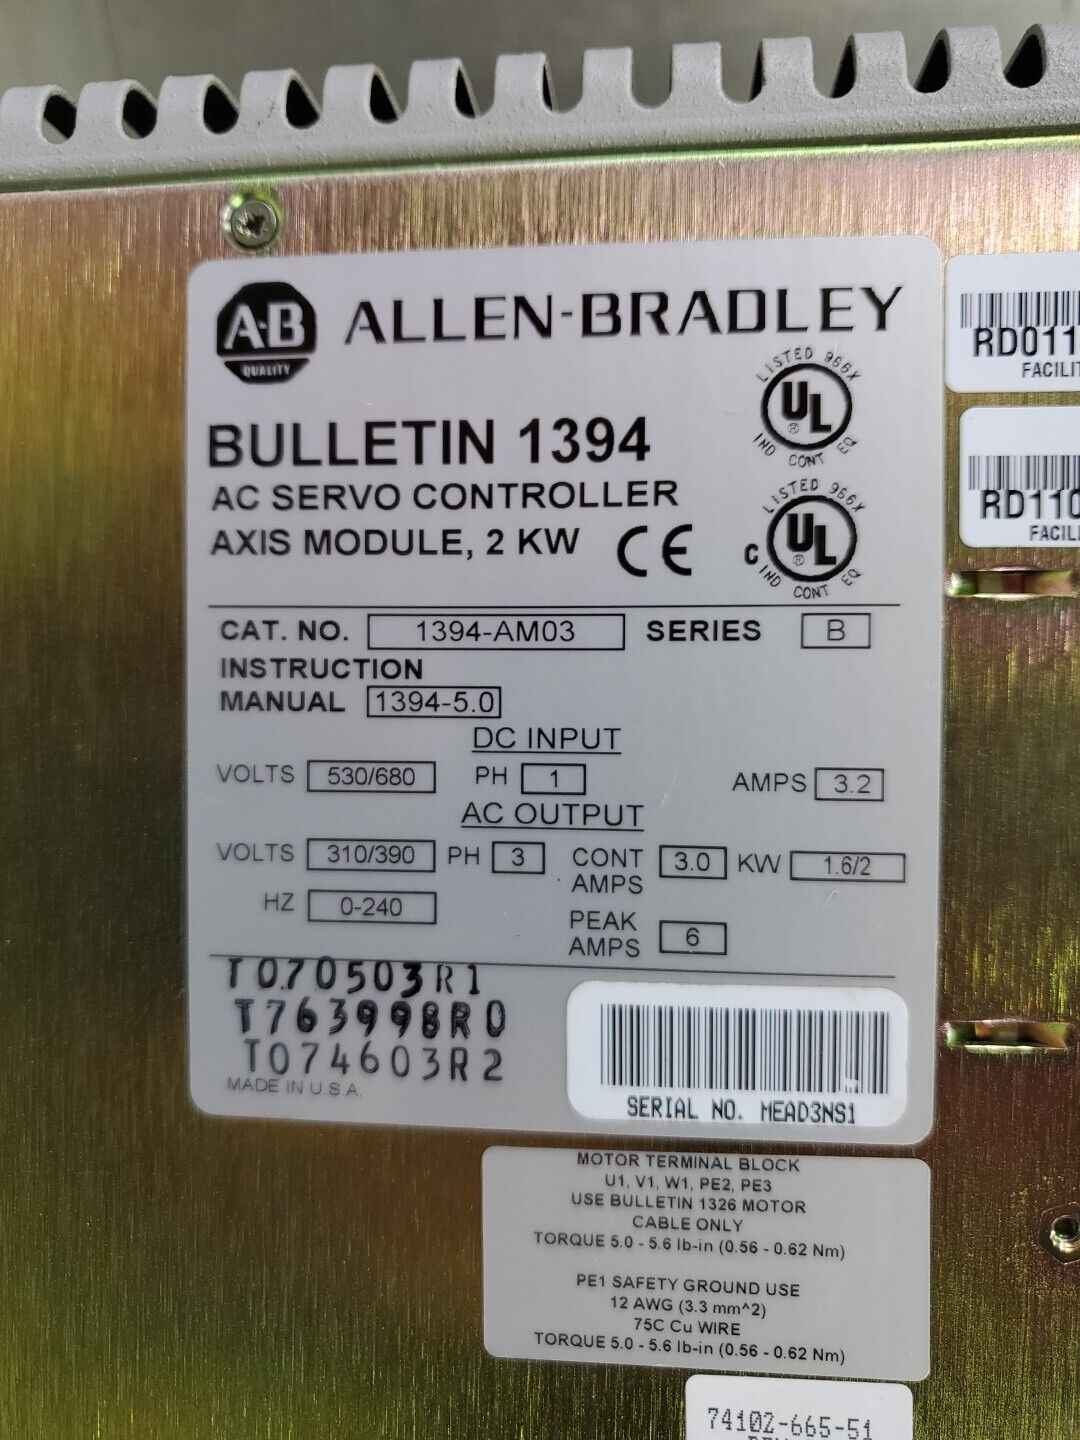 A-B QUALITY
ALLEN-BRADLEY
LISTED 966X
UL ®
IND CONT EQ
BULLETIN 1394
AC SERVO CONTROLLER
AXIS MODULE, 2 KW CE
LISTED 966X
C UL ®
IND CONT EQ
CAT. NO. 1394-AM03 SERIES B
INSTRUCTION
MANUAL 1394-5.0
DC INPUT
VOLTS 530/680 PH 1 AMPS 3.2
AC OUTPUT
VOLTS 310/390 PH 3 CONT AMPS 3.0 KW 1.6/2
HZ 0-240 PEAK AMPS 6
T070503R1
T763998R0
T074603R2
MADE IN U.S.A.
SERIAL NO. MEAD3NS1
RD011
FACILIT
RD110
FACIL
MOTOR TERMINAL BLOCK
U1, V1, W1, PE2, PE3
USE BULLETIN 1326 MOTOR
CABLE ONLY
TORQUE 5.0 - 5.6 lb-in (0.56 - 0.62 Nm)
PE1 SAFETY GROUND USE
12 AWG (3.3 mm^2)
75C Cu WIRE
TORQUE 5.0 - 5.6 lb-in (0.56 - 0.62 Nm)
74102-665-51